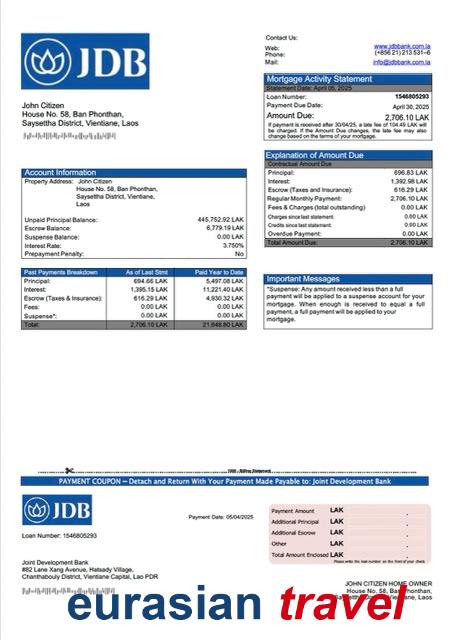 JDB
Contact Us:
Web: www.jdbbank.com.la
Phone: (+856 21) 213 531-6
Mail: info@jdbbank.com.la
Mortgage Activity Statement
Statement Date: April 05, 2025
Loan Number: 1546805293
Payment Due Date: April 30, 2025
Amount Due: 2,706.10 LAK
If payment is received after 30/04/25, a late fee of 104.49 LAK will
be charged. If the Amount Due changes, the late fee may also
change based on the terms of your mortgage.
John Citizen
House No. 58, Ban Phonthan,
Saysettha District, Vientiane, Laos
Explanation of Amount Due
Contractual Amount Due
Principal: 696.83 LAK
Interest: 1,392.98 LAK
Escrow (Taxes and Insurance): 616.29 LAK
Regular Monthly Payment: 2,706.10 LAK
Fees & Charges (total outstanding) 0.00 LAK
Charges since last statement: 0.00 LAK
Credits since last statement: 0.00 LAK
Overdue Payment: 0.00 LAK
Total Amount Due: 2,706.10 LAK
Account Information
Property Address: John Citizen
House No. 58, Ban Phonthan,
Saysettha District, Vientiane,
Laos
Unpaid Principal Balance: 445,752.92 LAK
Escrow Balance: 6,779.19 LAK
Suspense Balance: 0.00 LAK
Interest Rate: 3.750%
Prepayment Penalty: No
Past Payments Breakdown As of Last Stmt Paid Year to Date
Principal: 694.66 LAK 5,497.08 LAK
Interest: 1,395.15 LAK 11,221.40 LAK
Escrow (Taxes & Insurance): 616.29 LAK 4,930.32 LAK
Fees: 0.00 LAK 0.00 LAK
Suspense*: 0.00 LAK 0.00 LAK
Total: 2,706.10 LAK 21,648.80 LAK
Important Messages
*Suspense: Any amount received less than a full
payment will be applied to a suspense account for your
mortgage. When enough is received to equal a full
payment, a full payment will be applied to your
mortgage.
PAYMENT COUPON – Detach and Return With Your Payment Made Payable to: Joint Development Bank
JDB
Payment Date: 05/04/2025
Loan Number: 1546805293
Payment Amount LAK .
Additional Principal LAK .
Additional Escrow LAK .
Other LAK .
Total Amount Enclosed LAK .
Please write the loan number on the front of your check
Joint Development Bank
#82 Lane Xang Avenue, Hatsady Village,
Chanthabouly District, Vientiane Capital, Lao PDR
JOHN CITIZEN HOME OWNER
House No. 58, Ban Phonthan,
Saysettha District, Vientiane, Laos
eurasian travel